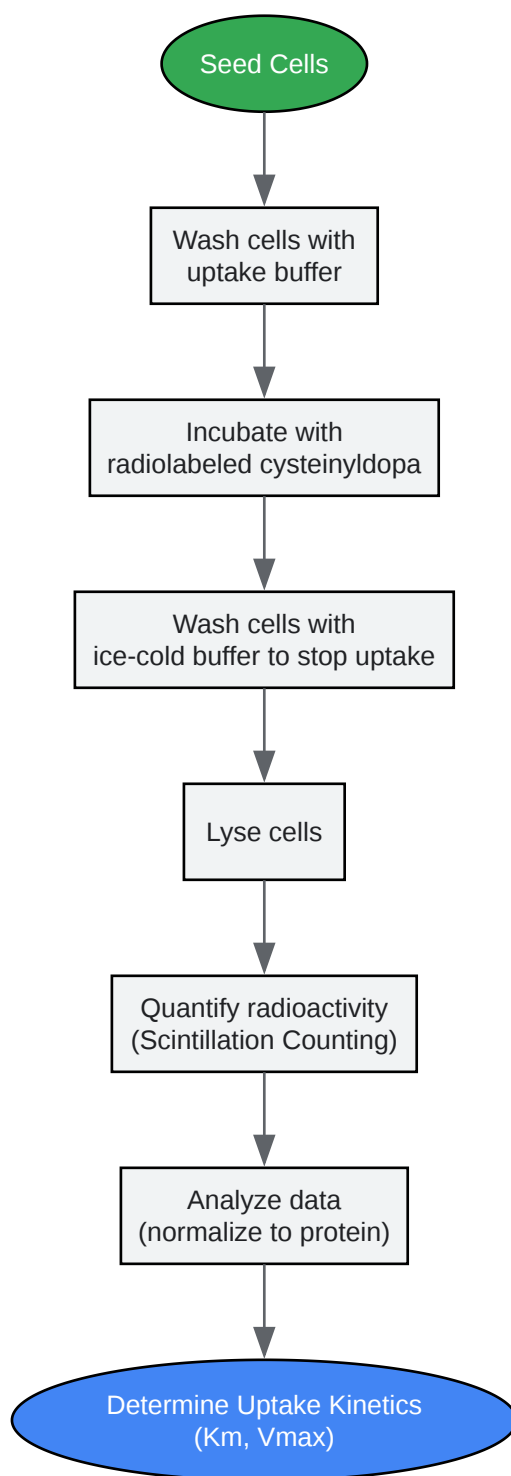 Seed Cells
Wash cells with
uptake buffer
Incubate with
radiolabeled cysteinyldopa
Wash cells with
ice-cold buffer to stop uptake
Lyse cells
Quantify radioactivity
(Scintillation Counting)
Analyze data
(normalize to protein)
Determine Uptake Kinetics
(Km, Vmax)